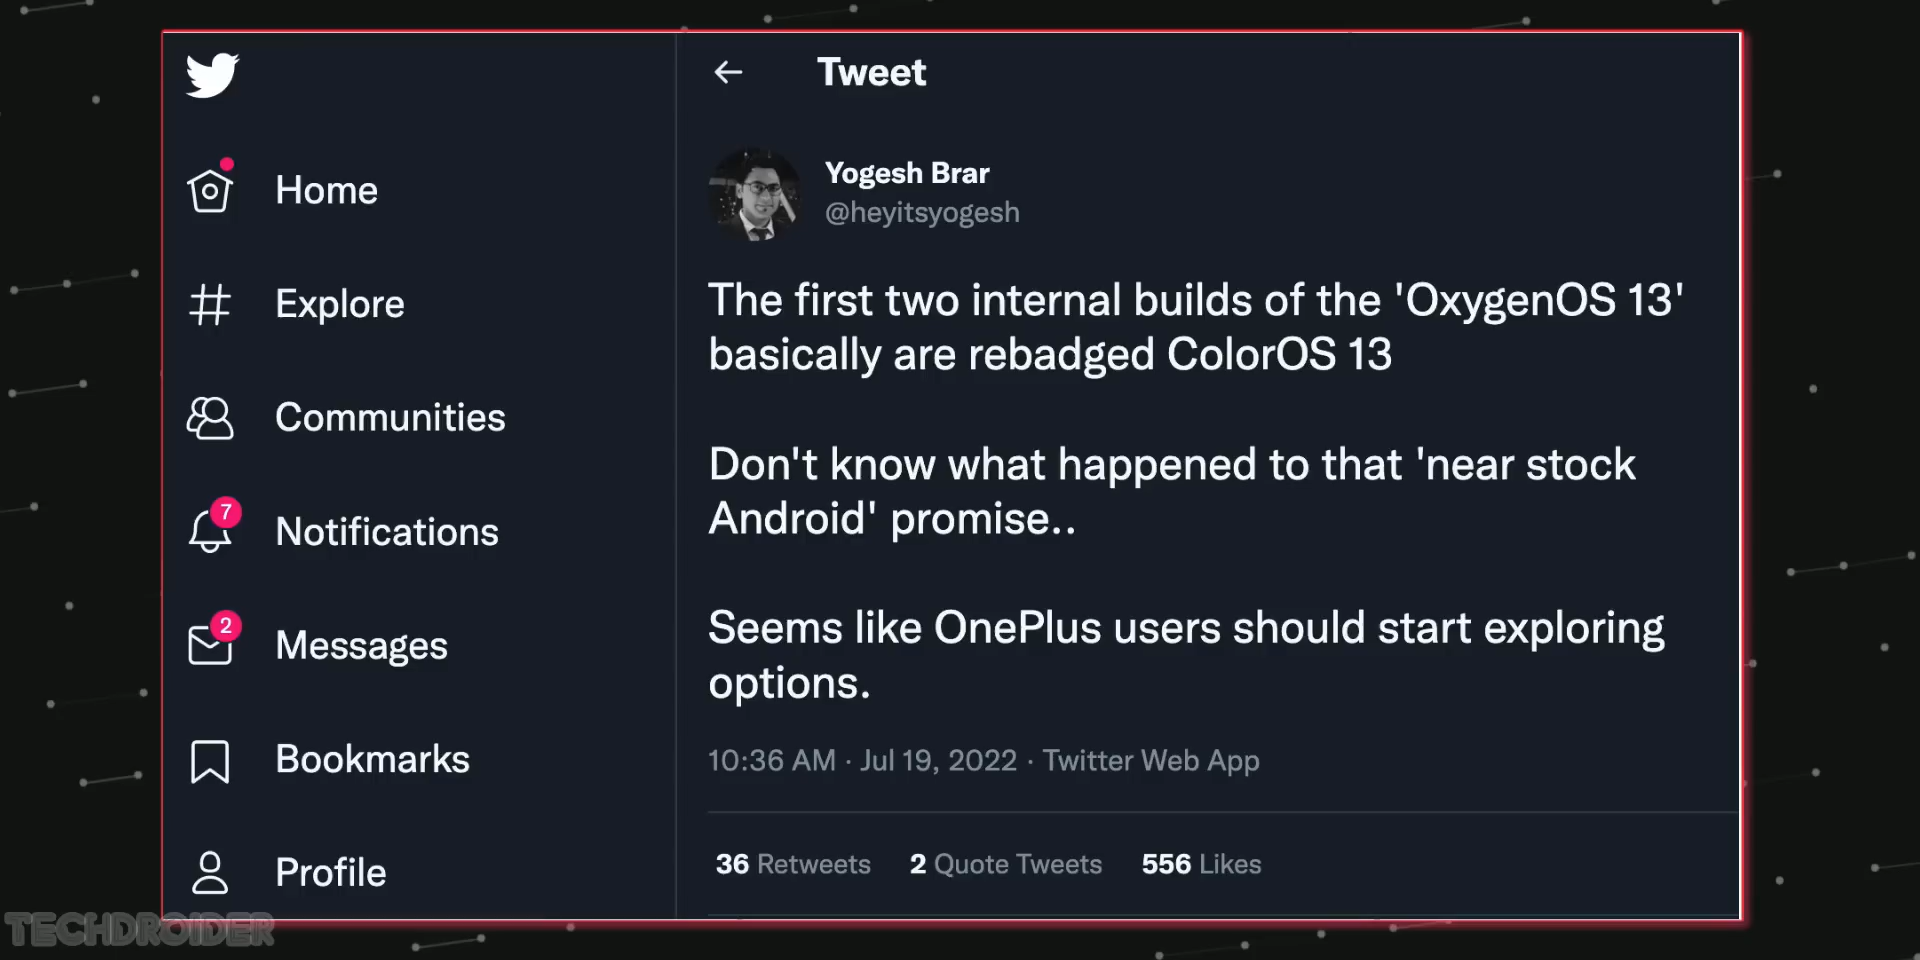 Home
Explore
Communities
7
Notifications
2
Messages
Bookmarks
Profile
Tweet
Yogesh Brar
@heyitsyogesh
The first two internal builds of the 'OxygenOS 13'
basically are rebadged ColorOS 13
Don't know what happened to that 'near stock
Android' promise..
Seems like OnePlus users should start exploring
options.
10:36 AM · Jul 19, 2022 · Twitter Web App
36 Retweets 2 Quote Tweets 556 Likes
TECHDROIDER